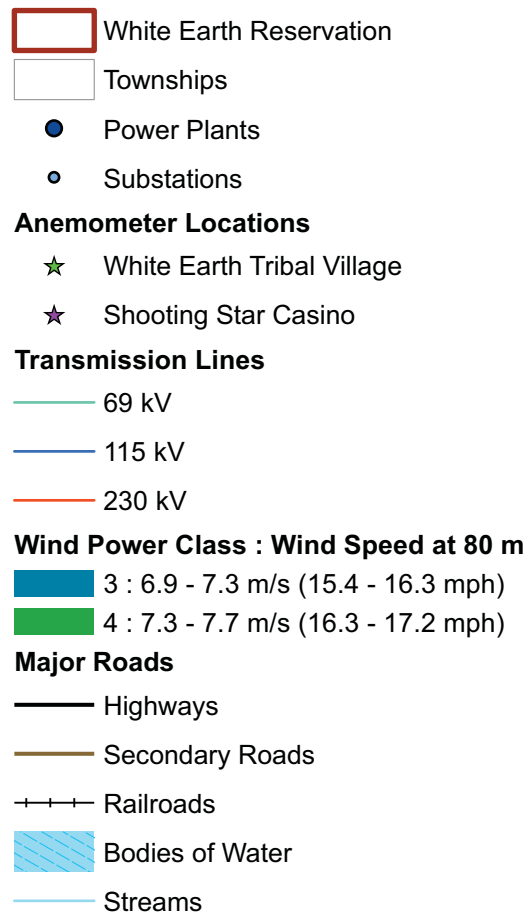 White Earth Reservation
Townships
Power Plants
Substations
Anemometer Locations
White Earth Tribal Village
Shooting Star Casino
Transmission Lines
69 kV
115 kV
230 kV
Wind Power Class : Wind Speed at 80 m
3 : 6.9 - 7.3 m/s (15.4 - 16.3 mph)
4 : 7.3 - 7.7 m/s (16.3 - 17.2 mph)
Major Roads
Highways
Secondary Roads
Railroads
Bodies of Water
Streams